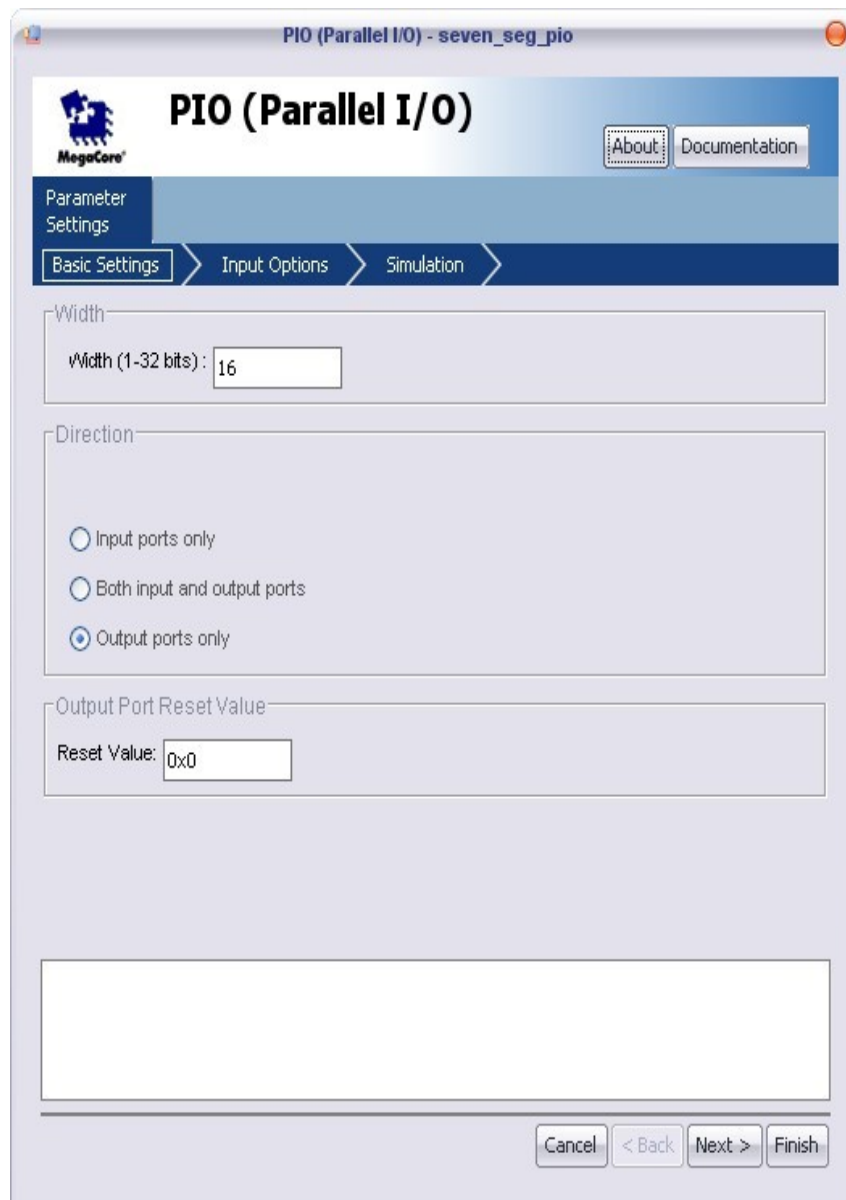 PIO (Parallel I/O) - seven_seg_pio
PIO (Parallel I/O)
MegaCore®
About
Documentation
Parameter
Settings
Basic Settings
Input Options
Simulation
Width
Width (1-32 bits) : 16
Direction
Input ports only
Both input and output ports
Output ports only
Output Port Reset Value
Reset Value: 0x0
Cancel
< Back
Next >
Finish